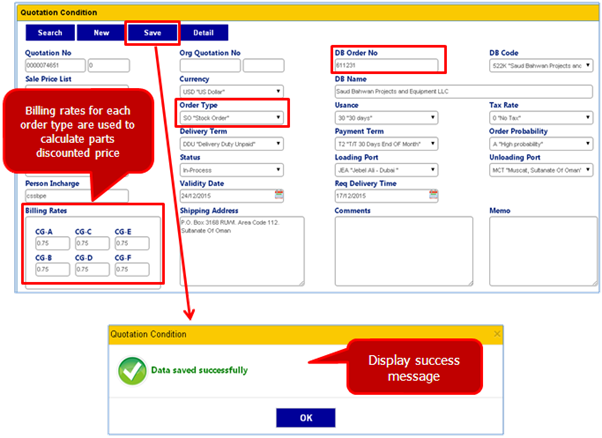 Quotation Condition
Search New Save Detail
Quotation No Org Quotation No DB Order No DB Code
0000074651 0 611231 522K "Saud Bahwan Projects and
Sale Price List Currency DB Name
USD "US Dollar" Saud Bahwan Projects and Equipment LLC
Order Type Usance Tax Rate
SO "Stock Order" 30 "30 days" 0 "No Tax"
Delivery Term Payment Term Order Probability
DDU "Delivery Duty Unpaid" T2 "T/T 30 Days END OF Month" A "High probability"
Status Loading Port Unloading Port
In-Process JEA "Jebel Ali - Dubai" MCT "Muscat, Sultanate Of Oman"
Person Incharge Validity Date Req Delivery Time
24/12/2015 17/12/2015
Billing Rates Shipping Address Comments Memo
P.O. Box 3168 RUWI. Area Code 112.
Sultanate Of Oman
CG-A CG-C CG-E
0.75 0.75 0.75
CG-B CG-D CG-F
0.75 0.75 0.75
Billing rates for each
order type are used to
calculate parts
discounted price
Quotation Condition
Data saved successfully
Display success
message
OK